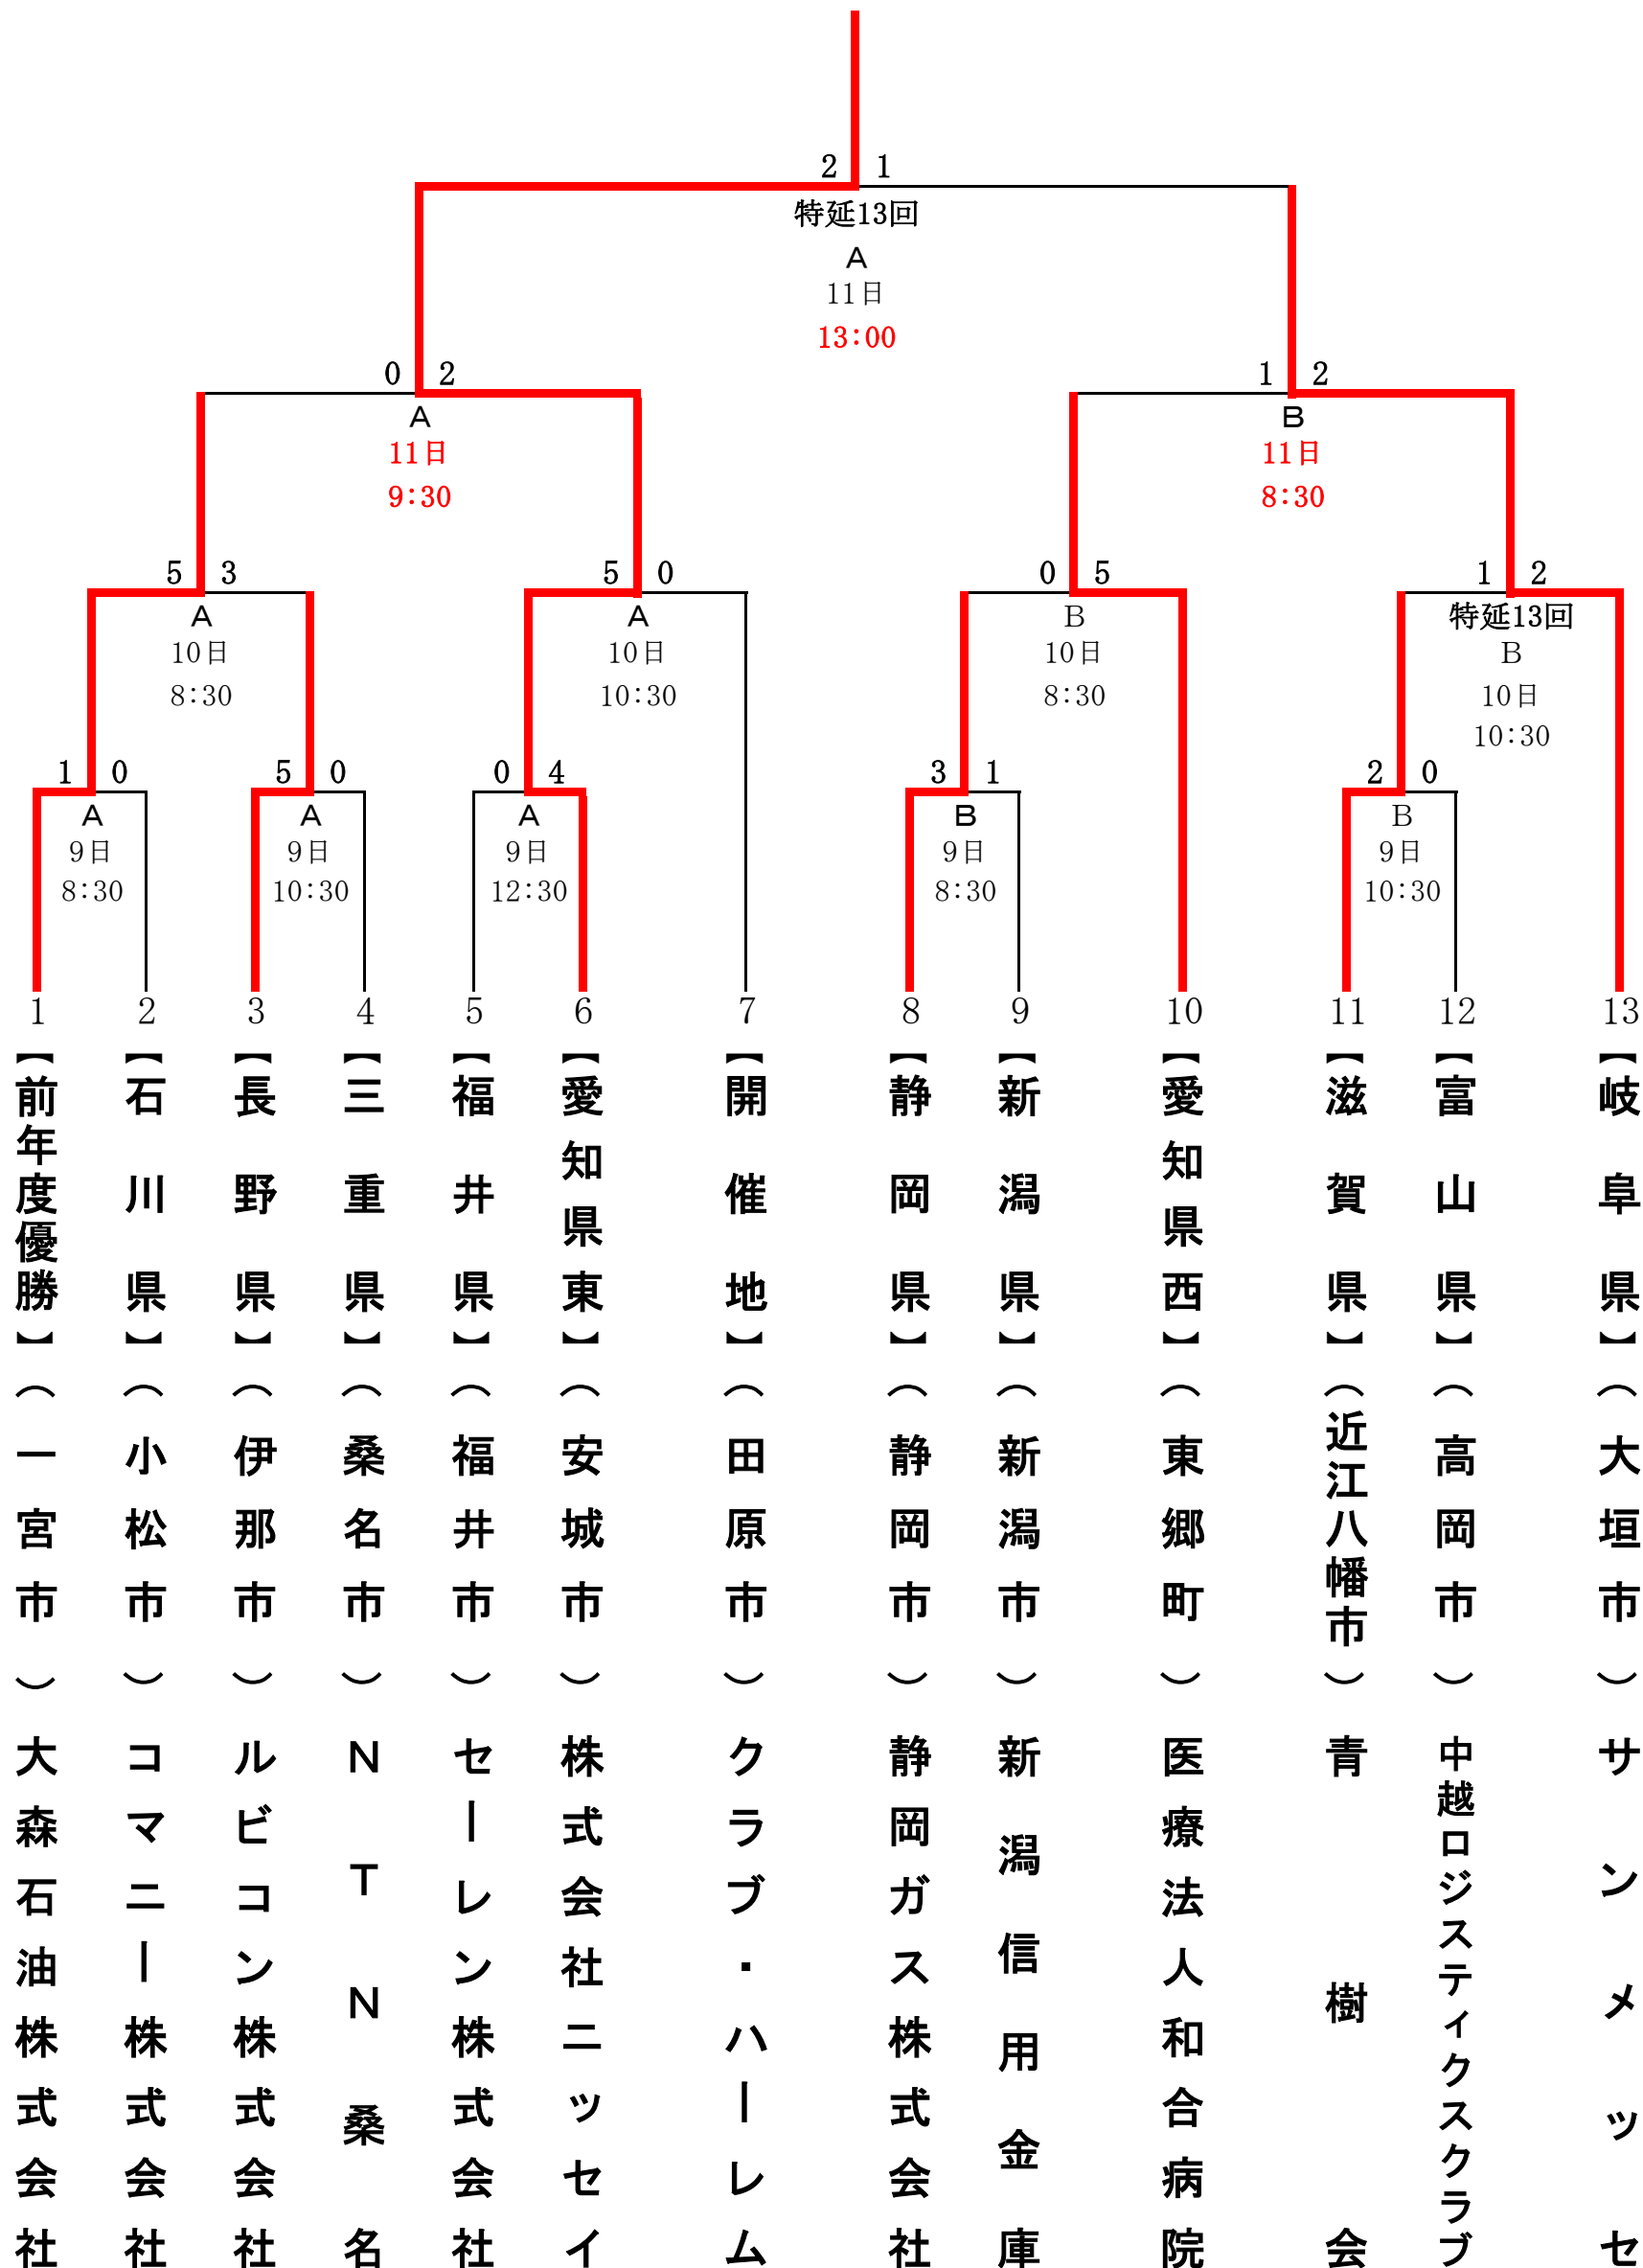 2 1
特延13回
A
11日
13:00
0 2
A
11日
9:30
1 2
B
11日
8:30
5 3
A
10日
8:30
5 0
A
10日
10:30
0 5
B
10日
8:30
1 2
特延13回
B
10日
10:30
1 0
A
9日
8:30
5 0
A
9日
10:30
0 4
A
9日
12:30
3 1
B
9日
8:30
2 0
B
9日
10:30
1【前年度優勝】(一宮市)大森石油株式会社
2【石川県】(小松市)コマニー株式会社
3【長野県】(伊那市)ルビコン株式会社
4【三重県】(桑名市)NTN桑名
5【福井県】(福井市)セーレン株式会社
6【愛知県東】(安城市)株式会社ニッセイ
7【開催地】(田原市)クラブ・ハーレム
8【静岡県】(静岡市)静岡ガス株式会社
9【新潟県】(新潟市)新潟信用金庫
10【愛知県西】(東郷町)医療法人和合病院
11【滋賀県】(近江八幡市)青樹会
12【富山県】(高岡市)中越ロジスティクスクラブ
13【岐阜県】(大垣市)サンメッセ